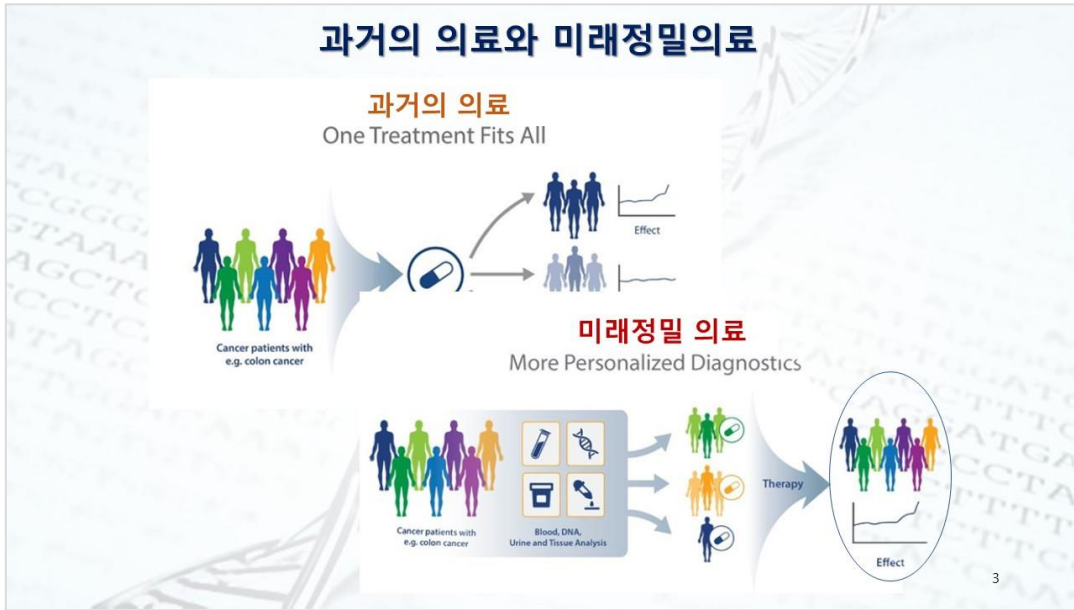 과거의 의료와 미래정밀의료
과거의 의료
One Treatment Fits All
Effect
Cancer patients with
e.g. colon cancer
미래정밀 의료
More Personalized Diagnostics
Cancer patients with
e.g. colon cancer
Blood, DNA,
Urine and Tissue Analysis
Therapy
Effect
3